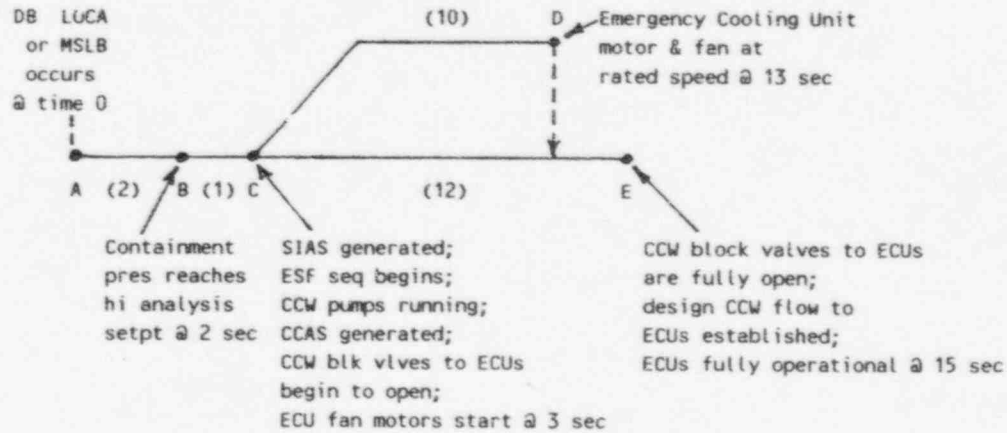 DB LOCA
or MSLB
occurs
@ time 0
(10)
D
Emergency Cooling Unit
motor & fan at
rated speed @ 13 sec
A
(2)
B
(1)
C
(12)
E
Containment
pres reaches
hi analysis
setpt @ 2 sec
SIAS generated;
ESF seq begins;
CCW pumps running;
CCAS generated;
CCW blk vlves to ECUs
begin to open;
ECU fan motors start @ 3 sec
CCW block valves to ECUs
are fully open;
design CCW flow to
ECUs established;
ECUs fully operational @ 15 sec